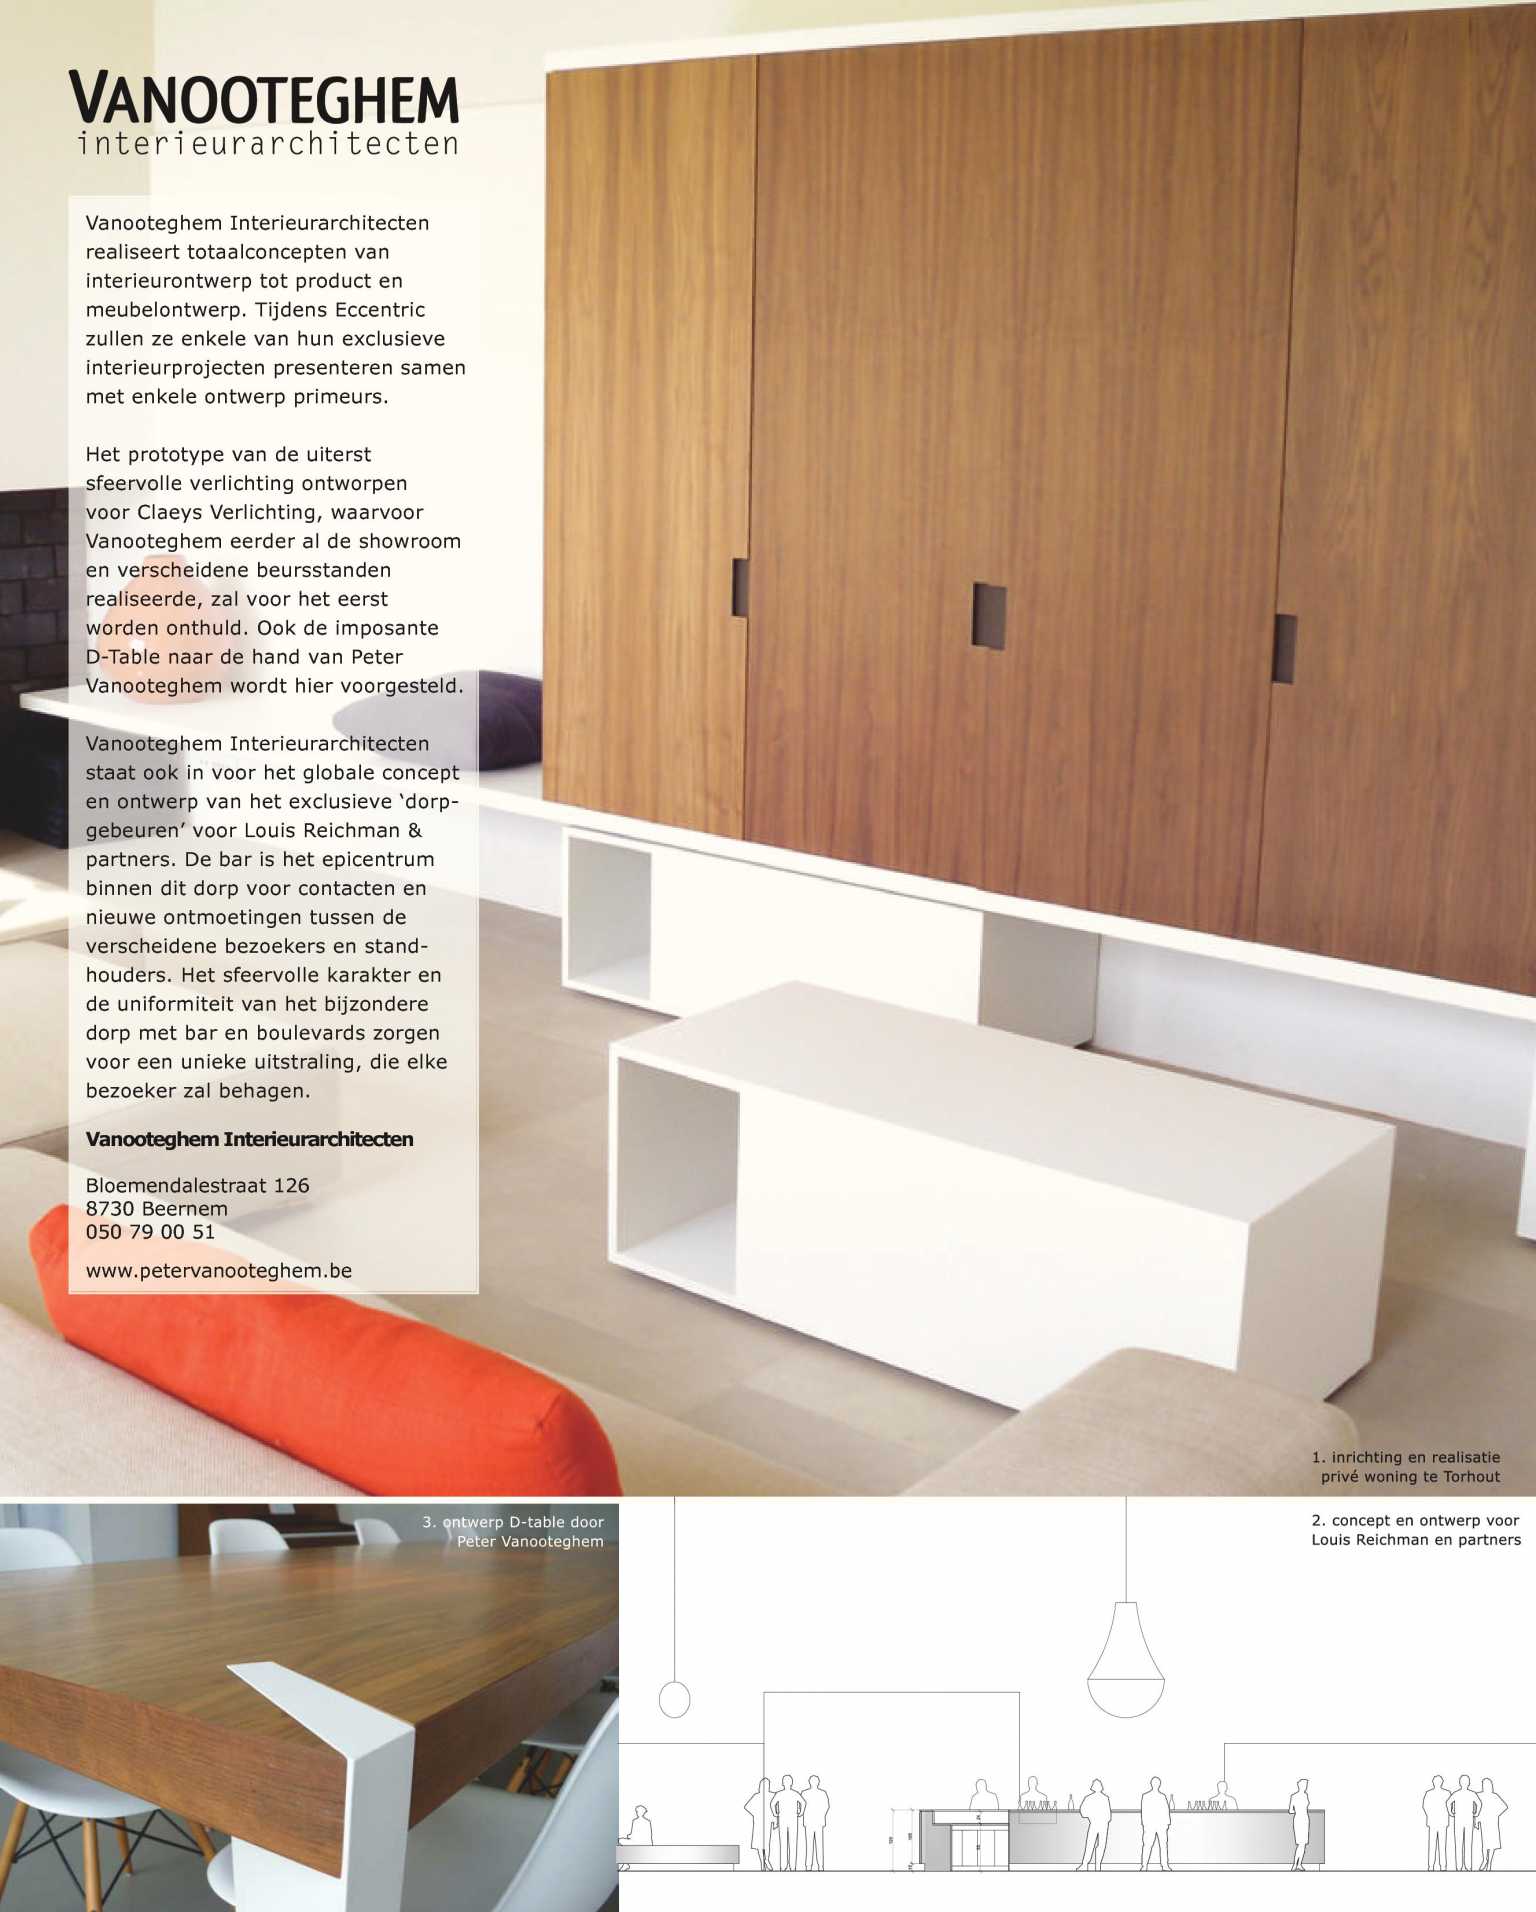 VANOOTEGHEM
interieurarchitecten
Vanooteghem Interieurarchitecten
realiseert totaalconcepten van
interieurontwerp tot product en
meubelontwerp. Tijdens Eccentric
zullen ze enkele van hun exclusieve
interieurprojecten presenteren samen
met enkele ontwerp primeurs.
Het prototype van de uiterst
sfeervolle verlichting ontworpen
voor Claeys Verlichting, waarvoor
Vanooteghem eerder al de showroom
en verscheidene beursstanden
realiseerde, zal voor het eerst
worden onthuld. Ook de imposante
D-Table naar de hand van Peter
Vanooteghem wordt hier voorgesteld.
Vanooteghem Interieurarchitecten
staat ook in voor het globale concept
en ontwerp van het exclusieve ‘dorp-
gebeuren’ voor Louis Reichman &
partners. De bar is het epicentrum
binnen dit dorp voor contacten en
nieuwe ontmoetingen tussen de
verscheidene bezoekers en stand-
houders. Het sfeervolle karakter en
de uniformiteit van het bijzondere
dorp met bar en boulevards zorgen
voor een unieke uitstraling, die elke
bezoeker zal behagen.
Vanooteghem Interieurarchitecten
Bloemendalestraat 126
8730 Beernem
050 79 00 51
www.petervanooteghem.be
1. inrichting en realisatie
privé woning te Torhout
3. ontwerp D-table door
Peter Vanooteghem
2. concept en ontwerp voor
Louis Reichman en partners